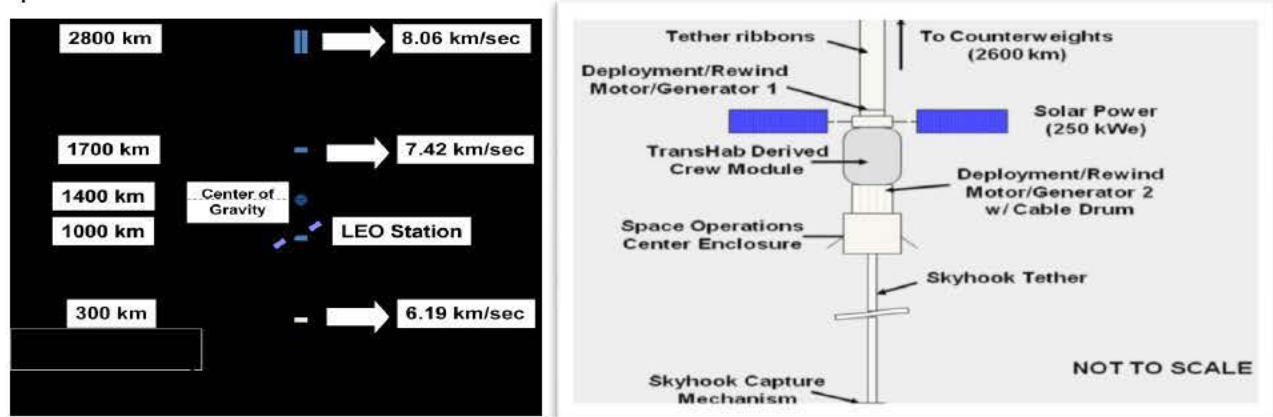 2800 km
8.06 km/sec
1700 km
7.42 km/sec
1400 km
Center of
Gravity
1000 km
LEO Station
300 km
6.19 km/sec
Tether ribbons
To Counterweights
(2600 km)
Deployment/Rewind
Motor/Generator 1
Solar Power
(250 kWe)
TransHab Derived
Crew Module
Deployment/Rewind
Motor/Generator 2
w/ Cable Drum
Space Operations
Center Enclosure
Skyhook Tether
NOT TO SCALE
Skyhook Capture
Mechanism